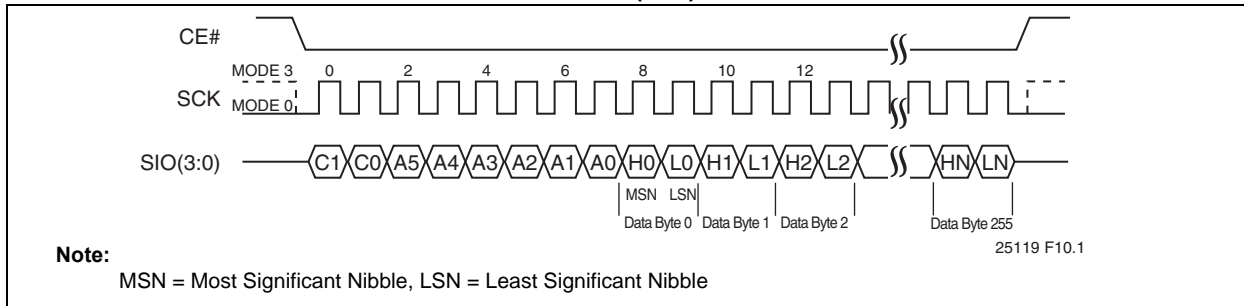 CE#
MODE 3 0 2 4 6 8 10 12
SCK MODE 0
SIO(3:0) C1 C0 A5 A4 A3 A2 A1 A0 H0 L0 H1 L1 H2 L2 HN LN
MSN LSN
Data Byte 0 Data Byte 1 Data Byte 2 Data Byte 255
25119 F10.1
Note:
MSN = Most Significant Nibble, LSN = Least Significant Nibble